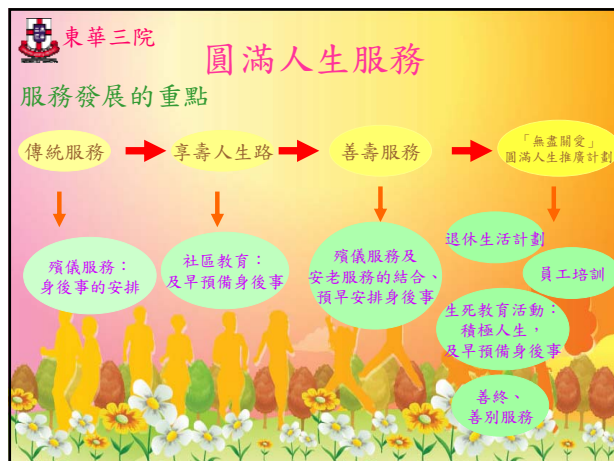 東華三院
圓滿人生服務
服務發展的重點
傳統服務
享壽人生路
善壽服務
「無盡關愛」
圓滿人生推廣計劃
殯儀服務：
身後事的安排
社區教育：
及早預備身後事
殯儀服務及
安老服務的結合、
預早安排身後事
退休生活計劃
員工培訓
生死教育活動：
積極人生，
及早預備身後事
善終、
善別服務